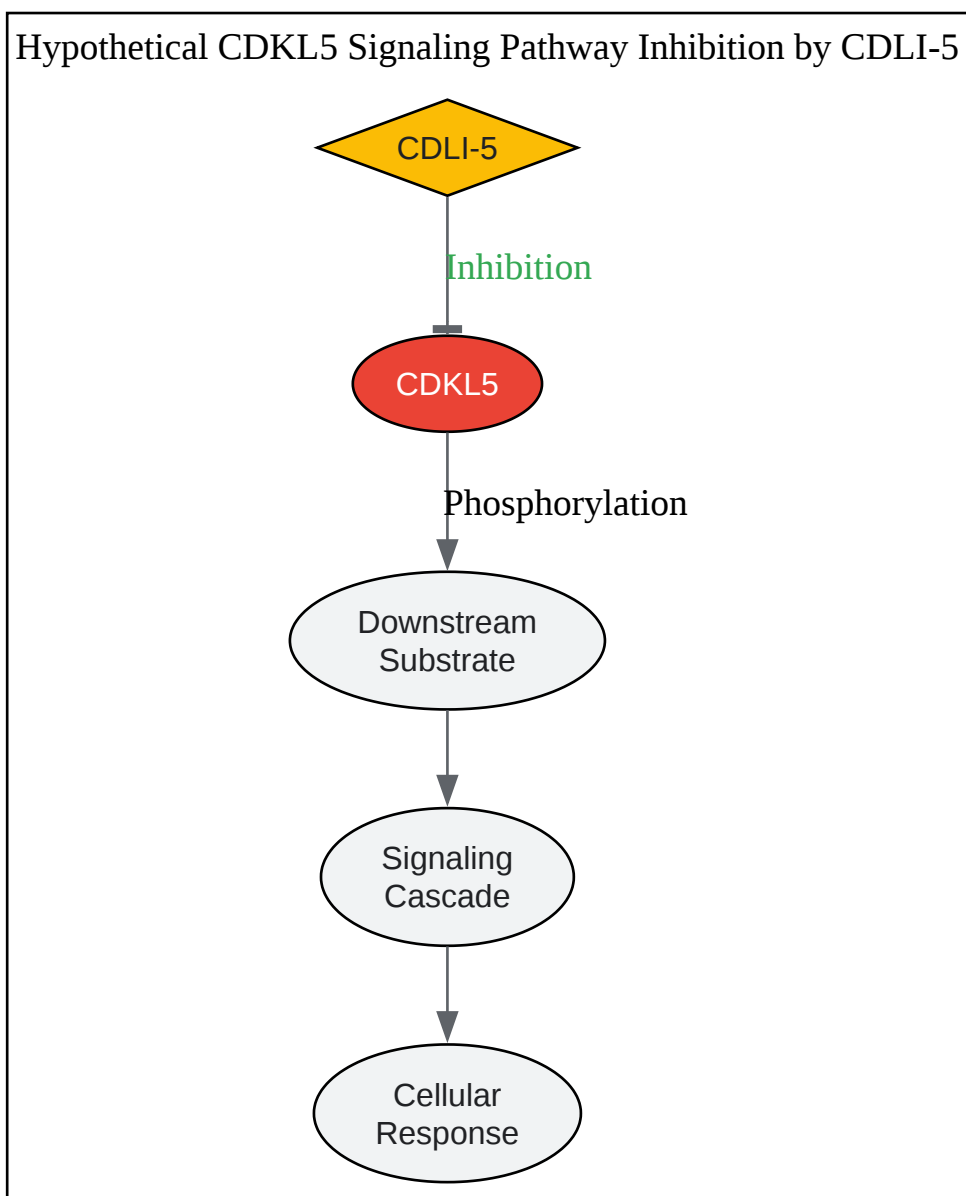 Hypothetical CDKL5 Signaling Pathway Inhibition by CDLI-5
CDLI-5
Inhibition
CDKL5
Phosphorylation
Downstream
Substrate
Signaling
Cascade
Cellular
Response